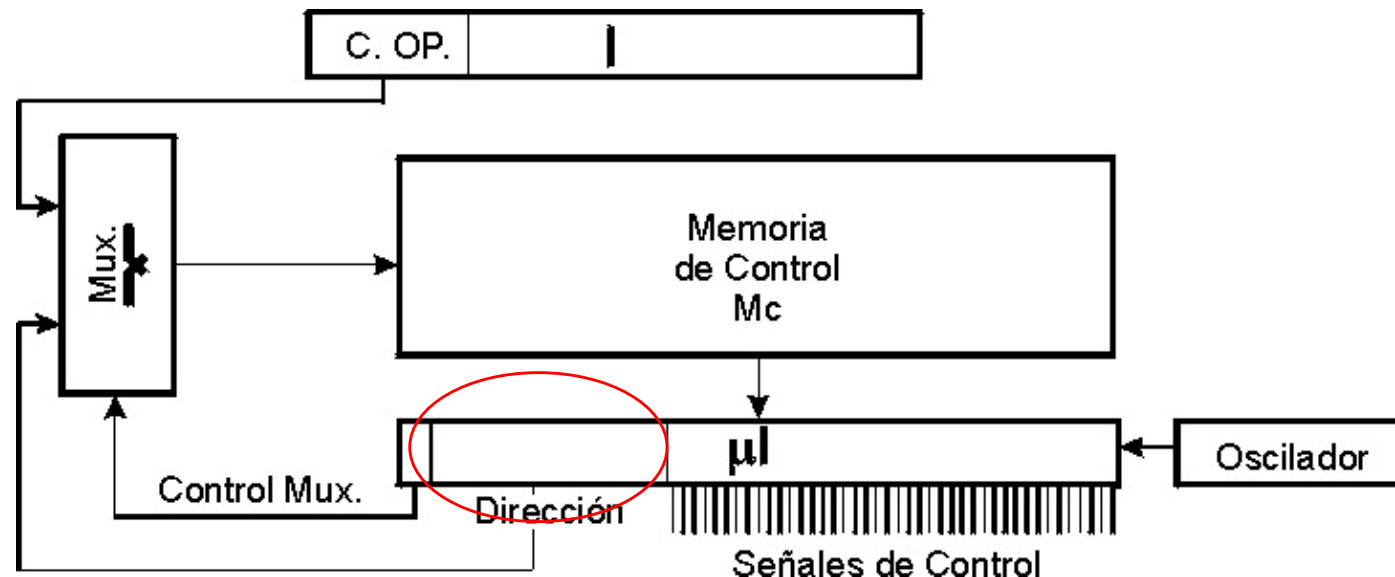 C. OP.
I
Mux.
Memoria
de Control
Mc
μI
Oscilador
Control Mux.
Dirección
Señales de Control